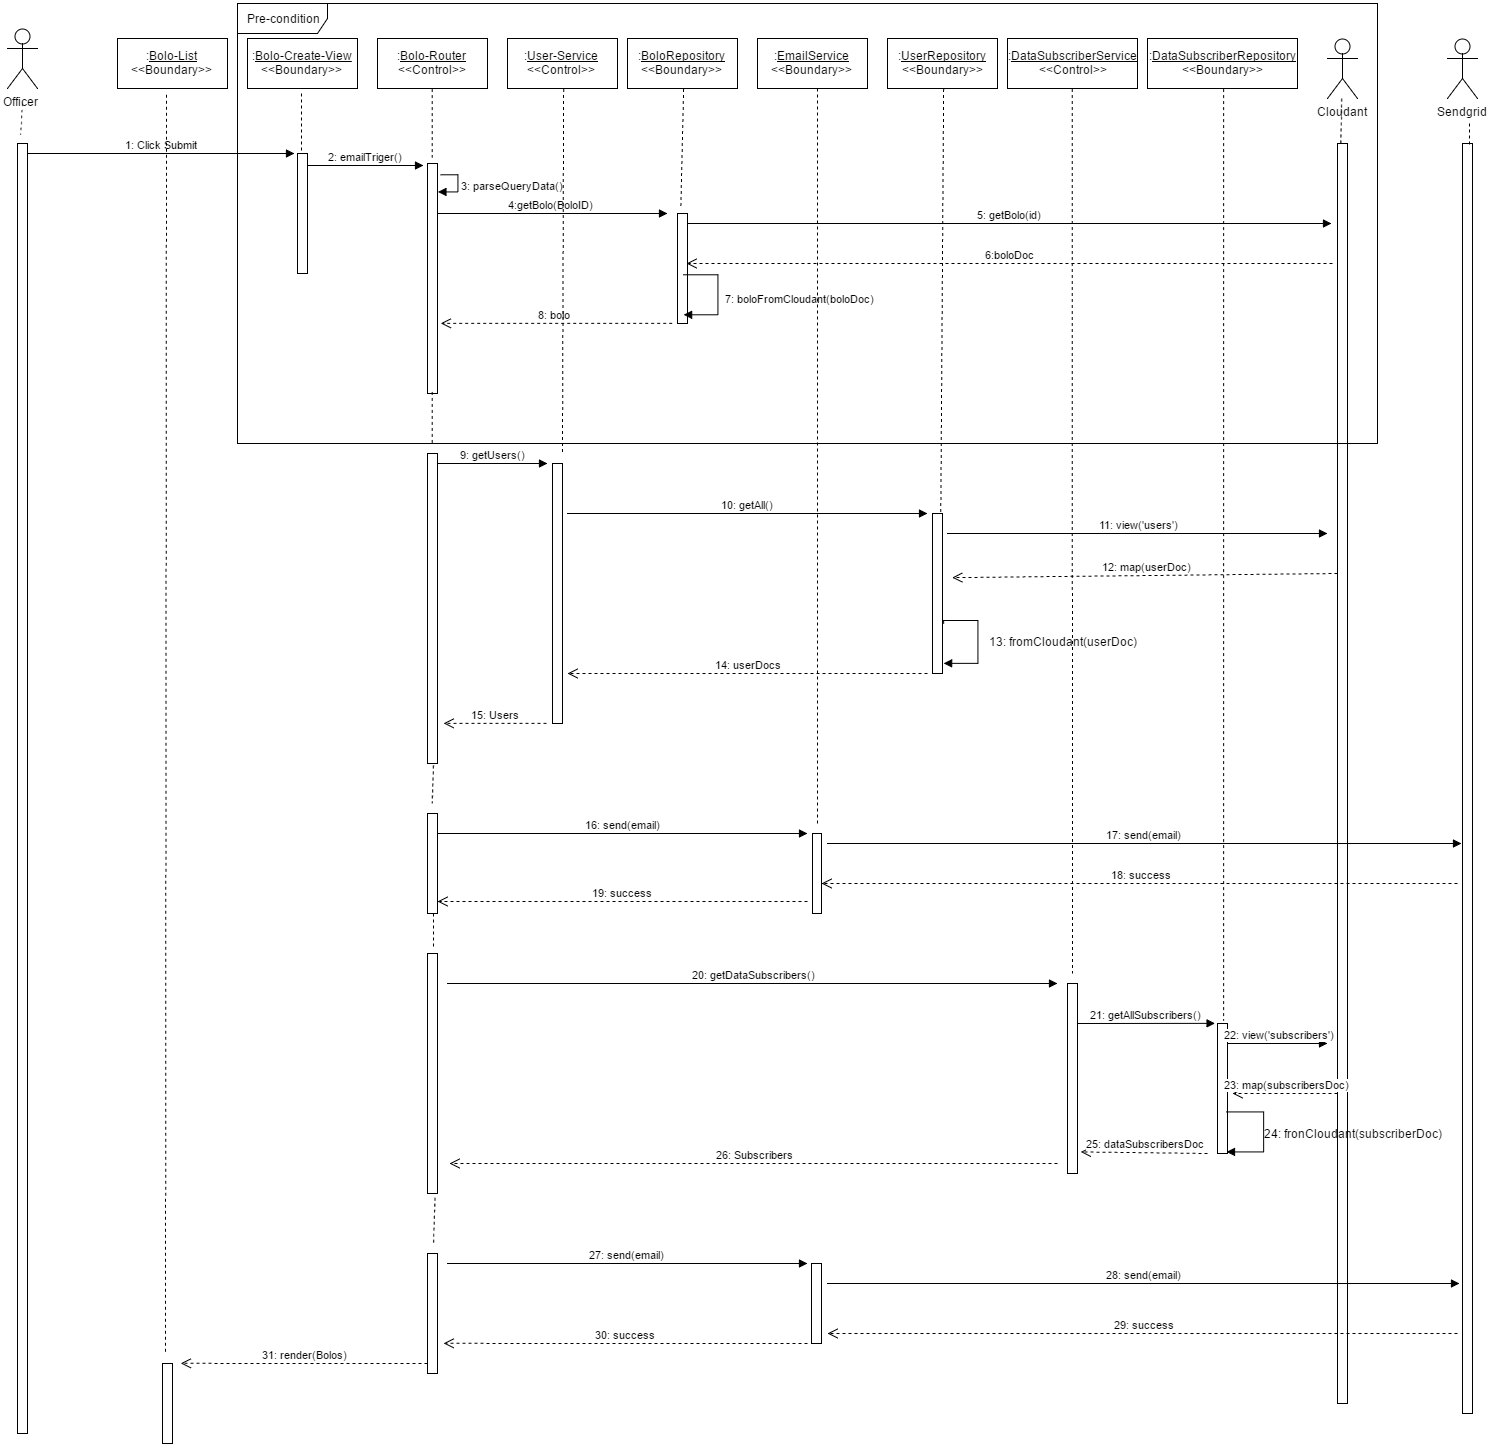 Pre-condition
Officer
:Bolo-List
<<Boundary>>
:Bolo-Create-View
<<Boundary>>
:Bolo-Router
<<Control>>
:User-Service
<<Control>>
:BoloRepository
<<Boundary>>
:EmailService
<<Boundary>>
:UserRepository
<<Boundary>>
:DataSubscriberService
<<Control>>
:DataSubscriberRepository
<<Boundary>>
Cloudant
Sendgrid
1: Click Submit
2: emailTriger()
3: parseQueryData()
4:getBolo(BoloID)
5: getBolo(id)
6:boloDoc
7: boloFromCloudant(boloDoc)
8: bolo
9: getUsers()
10: getAll()
11: view('users')
12: map(userDoc)
13: fromCloudant(userDoc)
14: userDocs
15: Users
16: send(email)
17: send(email)
18: success
19: success
20: getDataSubscribers()
21: getAllSubscribers()
22: view('subscribers')
23: map(subscribersDoc)
24: fronCloudant(subscriberDoc)
25: dataSubscribersDoc
26: Subscribers
27: send(email)
28: send(email)
29: success
30: success
31: render(Bolos)